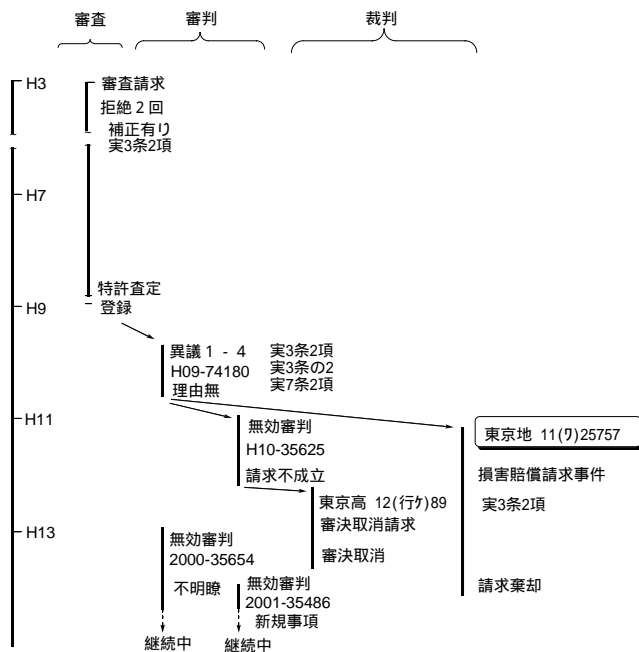 審査
審判
裁判
H3
審査請求
拒絶2回
補正有り
実3条2項
H7
特許査定
登録
H9
異議1 - 4
H09-74180
理由無
実3条2項
実3条の2
実7条2項
H11
無効審判
H10-35625
請求不成立
東京地 11(ワ)25757
損害賠償請求事件
実3条2項
請求棄却
東京高 12(行ケ)89
審決取消請求
審決取消
H13
無効審判
2000-35654
不明瞭
継続中
無効審判
2001-35486
新規事項
継続中